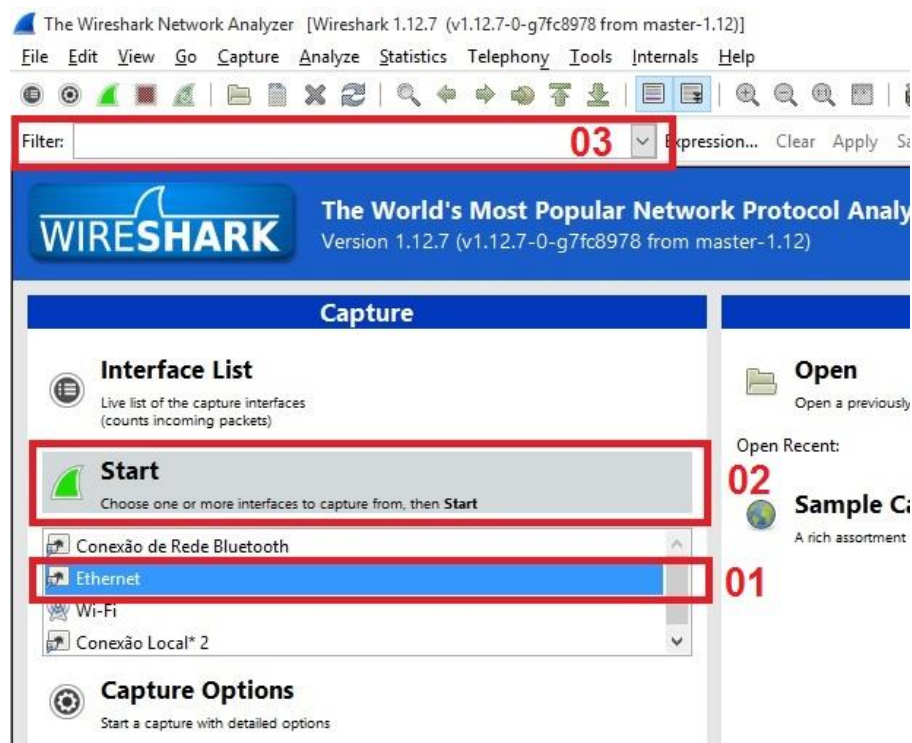 The Wireshark Network Analyzer [Wireshark 1.12.7 (v1.12.7-0-g7fc8978 from master-1.12)]
File Edit View Go Capture Analyze Statistics Telephony Tools Internals Help
Filter: 03 Expression... Clear Apply Sa
WIRESHARK
The World's Most Popular Network Protocol Analy
Version 1.12.7 (v1.12.7-0-g7fc8978 from master-1.12)
Capture
Interface List
Live list of the capture interfaces
(counts incoming packets)
Start
Choose one or more interfaces to capture from, then Start
02
Conexão de Rede Bluetooth
Ethernet
01
Wi-Fi
Conexão Local* 2
Capture Options
Start a capture with detailed options
Open
Open a previously
Open Recent:
Sample Ca
A rich assortment